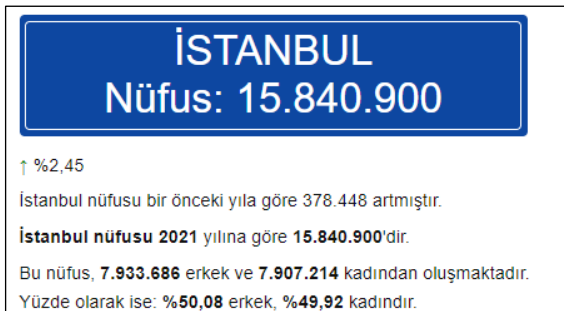 İSTANBUL
Nüfus: 15.840.900
↑ %2,45
İstanbul nüfusu bir önceki yıla göre 378.448 artmıştır.
İstanbul nüfusu 2021 yılına göre 15.840.900'dir.
Bu nüfus, 7.933.686 erkek ve 7.907.214 kadından oluşmaktadır.
Yüzde olarak ise: %50,08 erkek, %49,92 kadındır.